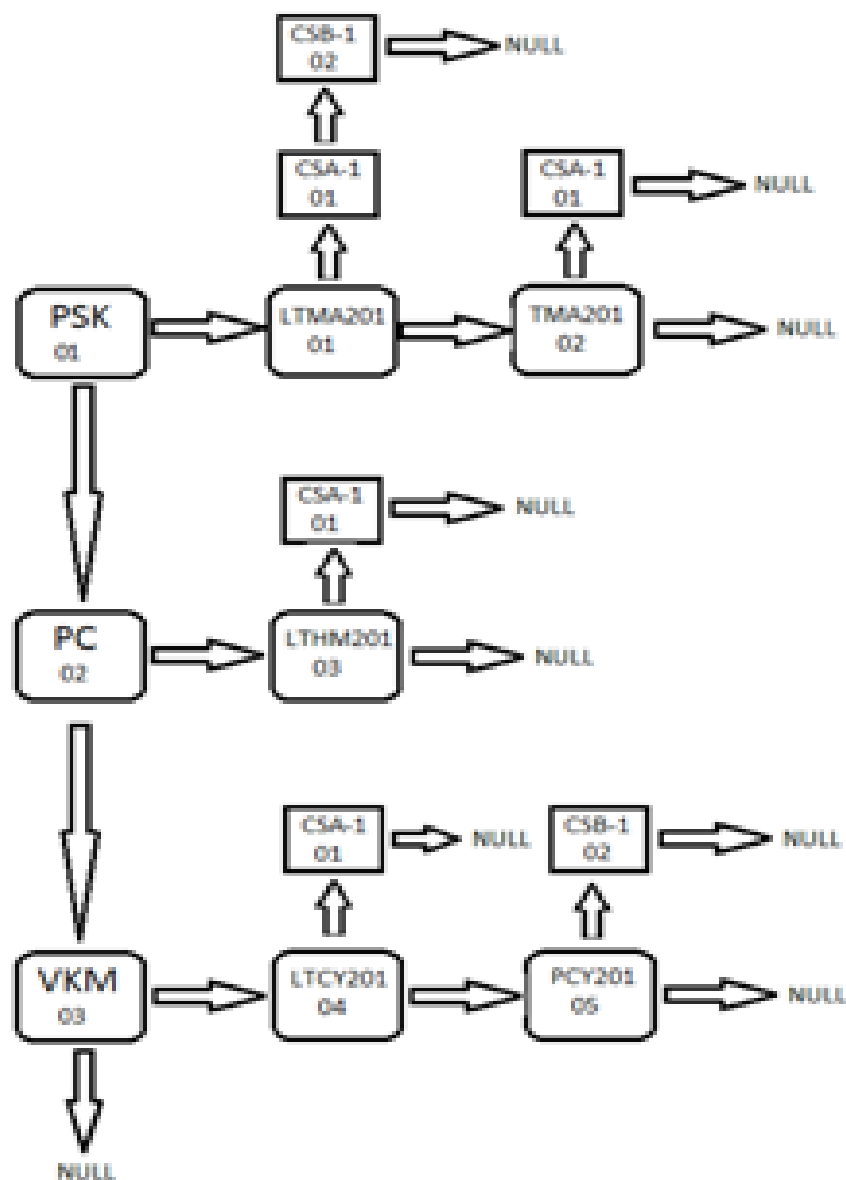 CSB-1
02
NULL
CSA-1
01
CSA-1
01
NULL
PSK
01
LTMA201
01
TMA201
02
NULL
CSA-1
01
NULL
PC
02
LTHM201
03
NULL
CSA-1
01
NULL
CSB-1
02
NULL
VKM
03
LTCY201
04
PCY201
05
NULL
NULL